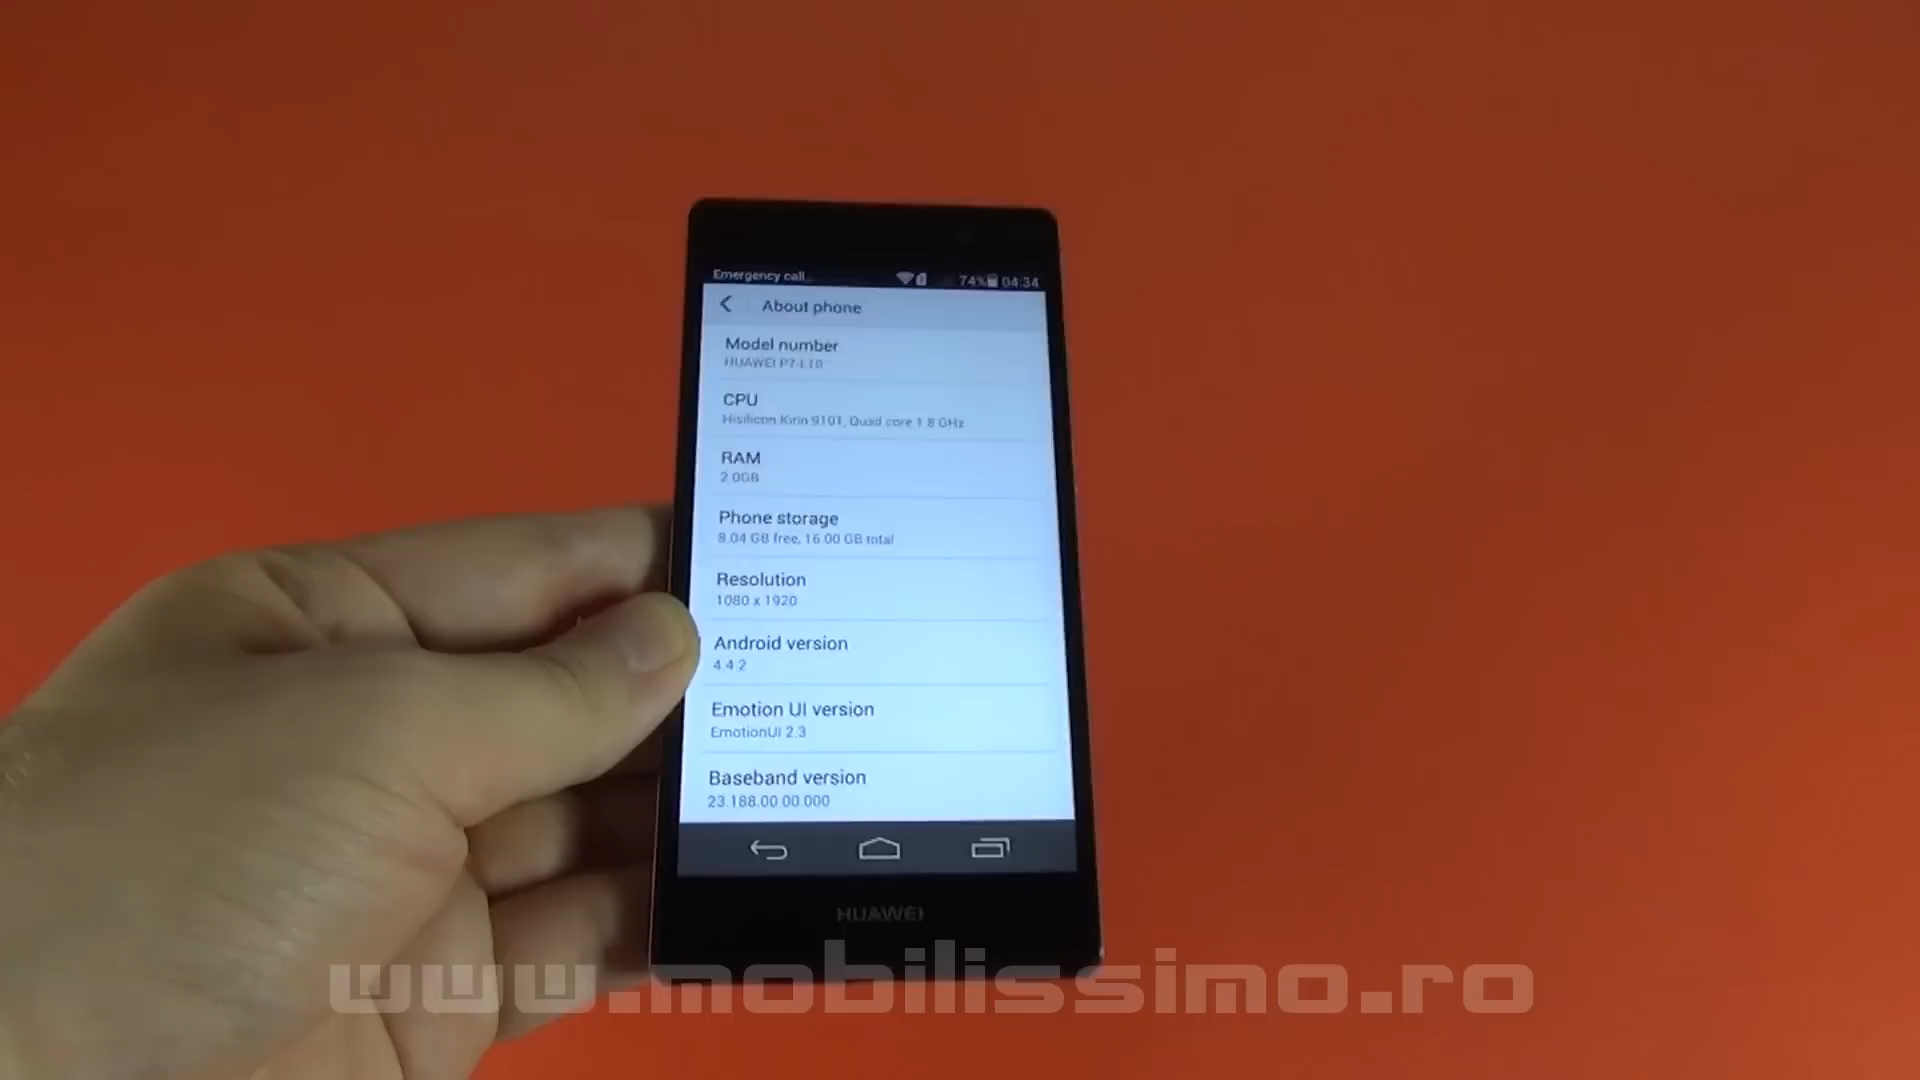 Emergency call... 74% 04:34
About phone
Model number
HUAWEI P7-L10
CPU
Hisilicon Kirin 910T, Quad core 1.8 GHz
RAM
2.0GB
Phone storage
8.04 GB free, 16.00 GB total
Resolution
1080 x 1920
Android version
4.4.2
Emotion UI version
EmotionUI 2.3
Baseband version
23.188.00.00.000
HUAWEI
www.mobilissimo.ro